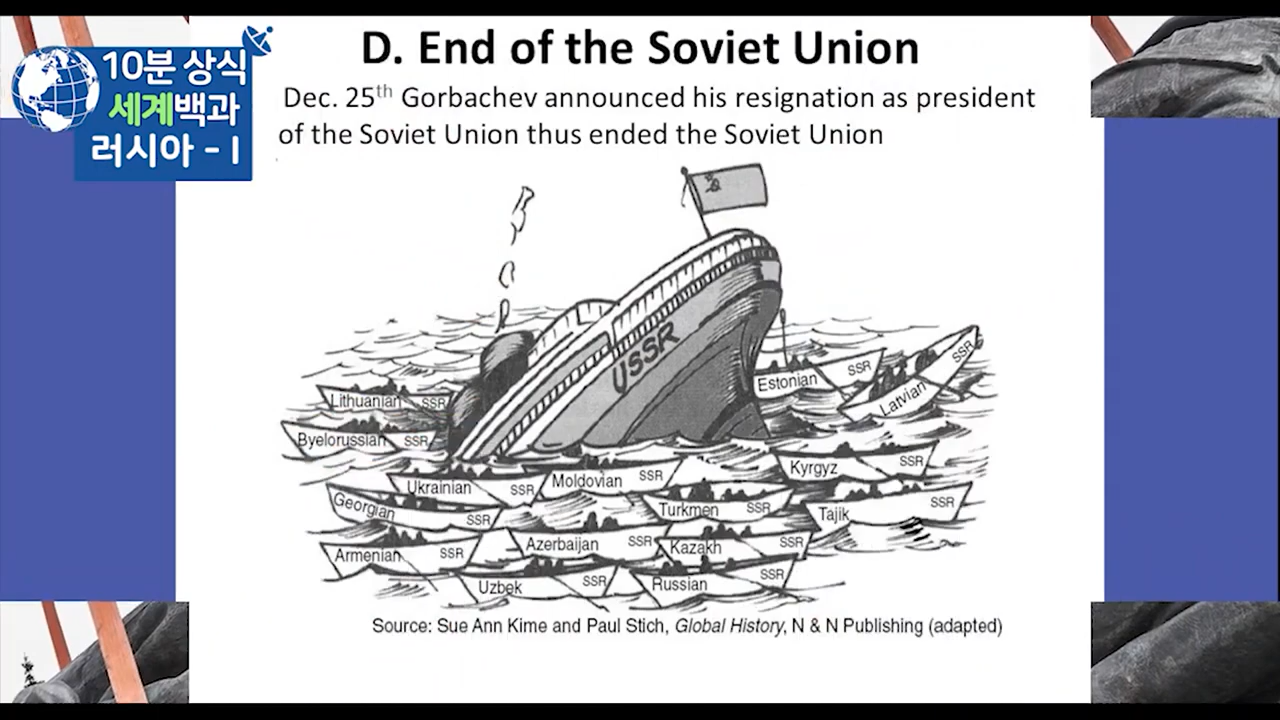 10분 상식
세계백과
러시아 - I
D. End of the Soviet Union
Dec. 25th Gorbachev announced his resignation as president
of the Soviet Union thus ended the Soviet Union
USSR
Lithuanian SSR
Byelorussian SSR
Estonian SSR
Latvian SSR
Ukrainian SSR
Moldovian SSR
Kyrgyz SSR
Georgian SSR
Turkmen SSR
Tajik SSR
Armenian SSR
Azerbaijan SSR
Kazakh SSR
Uzbek SSR
Russian SSR
Source: Sue Ann Kime and Paul Stich, Global History, N & N Publishing (adapted)